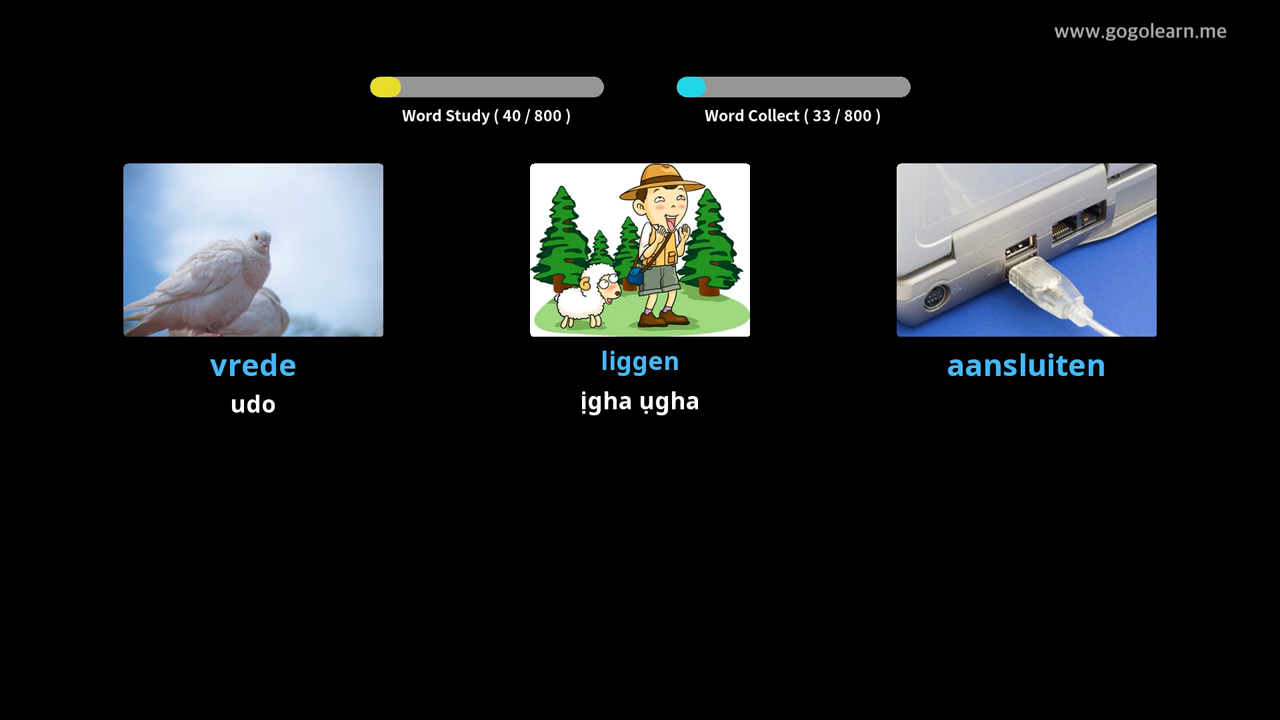 www.gogolearn.me
Word Study ( 40 / 800 )
Word Collect ( 33 / 800 )
vrede
liggen
aansluiten
udo
ịgha ụgha